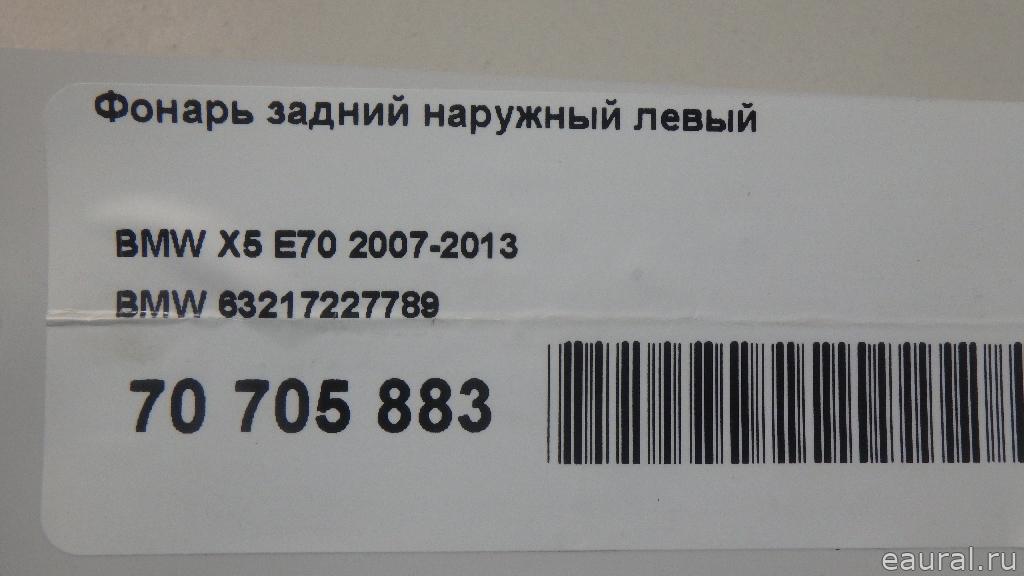 Фонарь задний наружный левый
BMW X5 E70 2007-2013
BMW 63217227789
70 705 883
eaural.ru